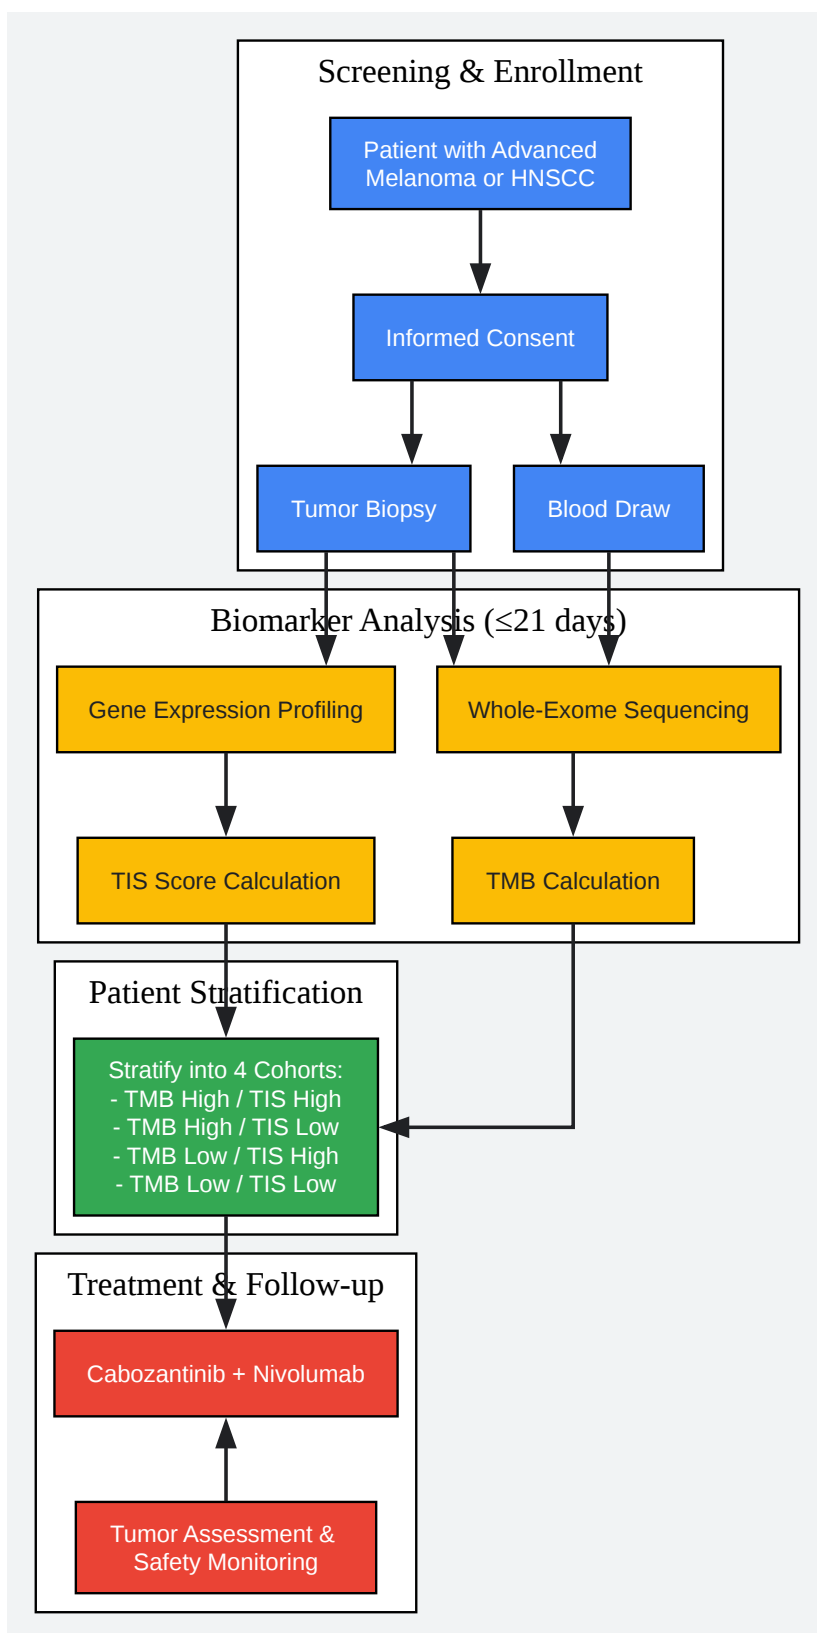 Screening & Enrollment
Patient with Advanced
Melanoma or HNSCC
Informed Consent
Tumor Biopsy
Blood Draw
Biomarker Analysis (≤21 days)
Gene Expression Profiling
Whole-Exome Sequencing
TIS Score Calculation
TMB Calculation
Patient Stratification
Stratify into 4 Cohorts:
- TMB High / TIS High
- TMB High / TIS Low
- TMB Low / TIS High
- TMB Low / TIS Low
Treatment & Follow-up
Cabozantinib + Nivolumab
Tumor Assessment &
Safety Monitoring